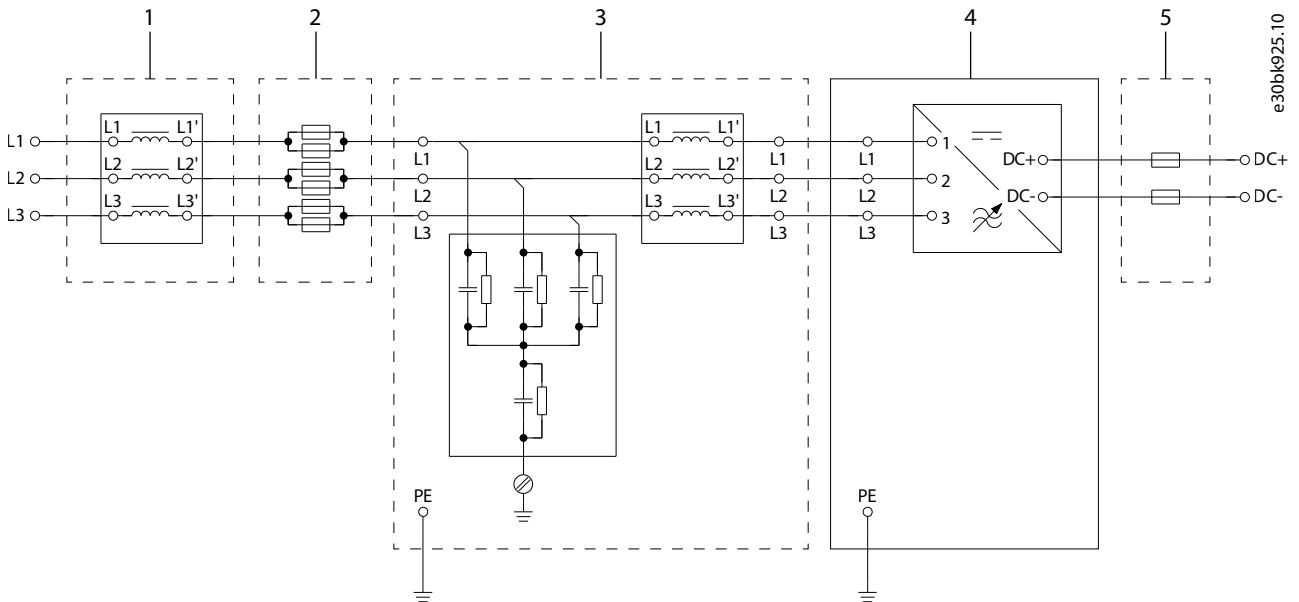 1 2 3 4 5
e30bk925.10
L1 L1' L1 L1'
L1 L1 L1 L1 1
DC+ DC+
L2 L2' L2 L2'
L2 L2 L2 L2 2
DC- DC-
L3 L3' L3 L3'
L3 L3 L3 L3 3
PE PE